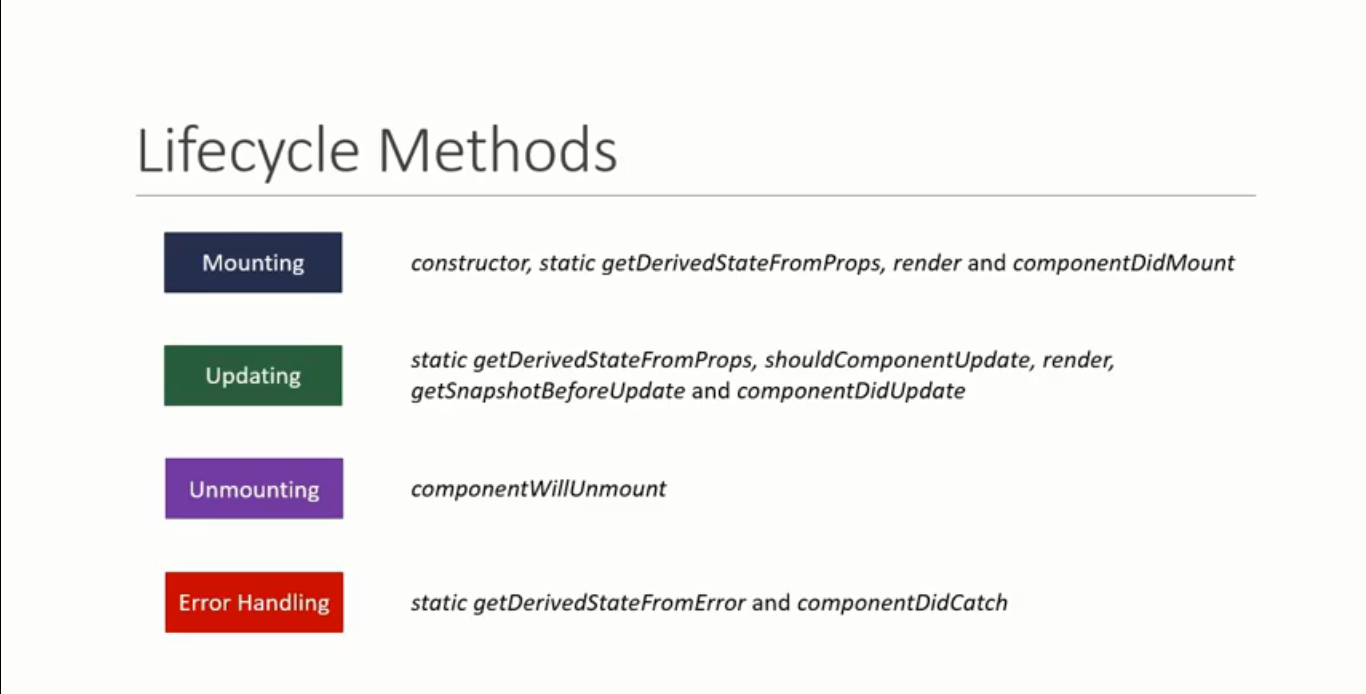 Lifecycle Methods
Mounting
constructor, static getDerivedStateFromProps, render and componentDidMount
Updating
static getDerivedStateFromProps, shouldComponentUpdate, render,
getSnapshotBeforeUpdate and componentDidUpdate
Unmounting
componentWillUnmount
Error Handling
static getDerivedStateFromError and componentDidCatch